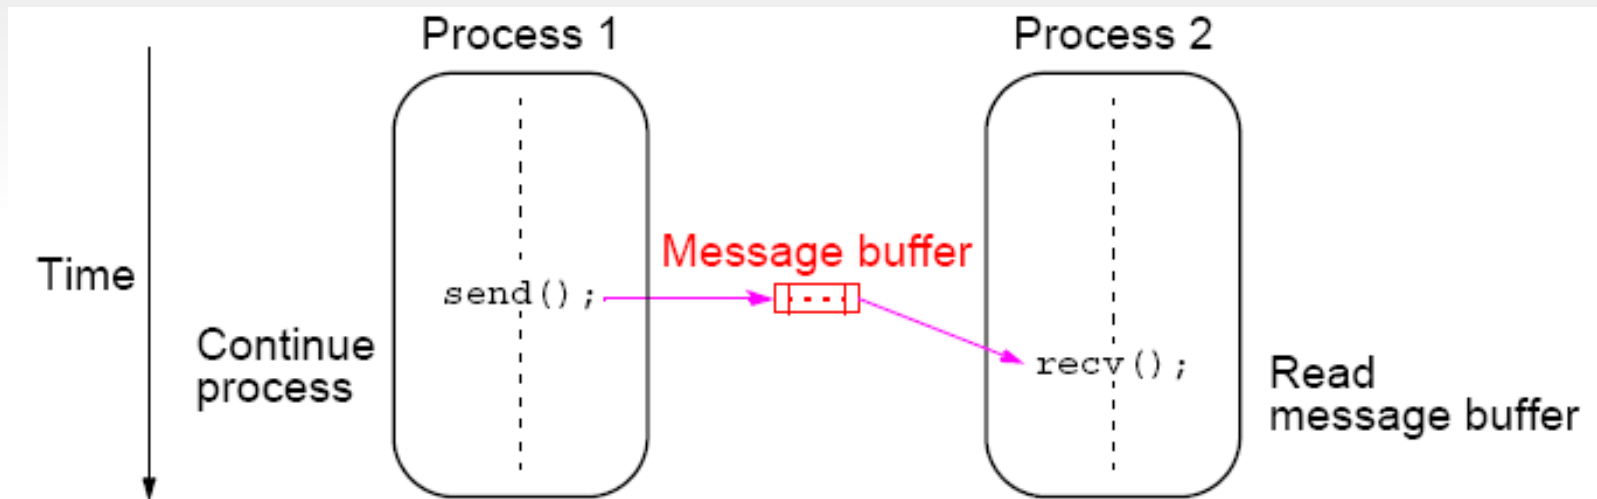 Process 1
Process 2
Message buffer
Time
send();
Continue
process
recv();
Read
message buffer